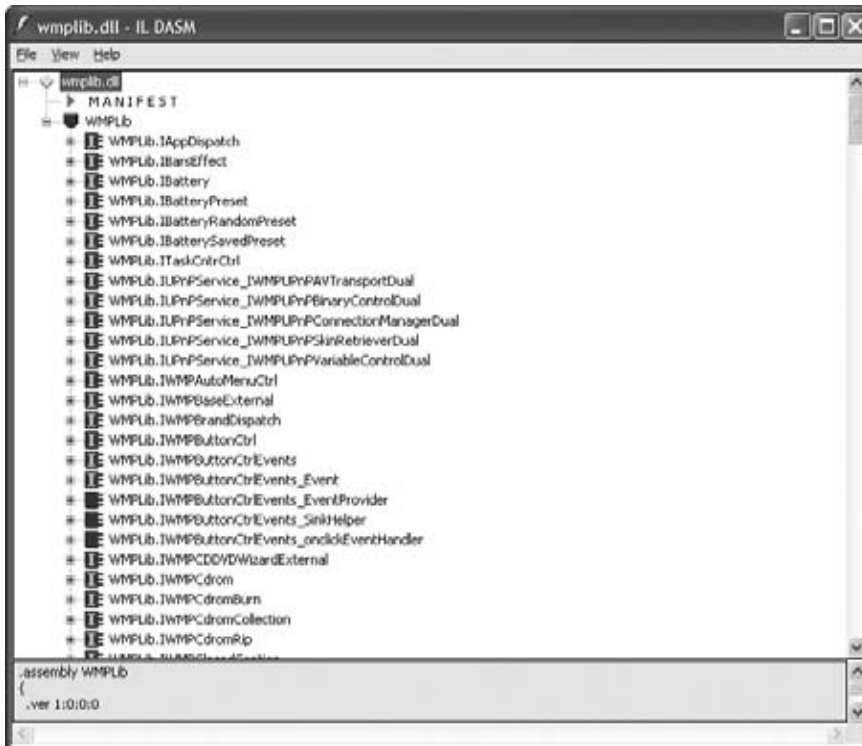 wmplib.dll - IL DASM
File View Help
wmplib.dll
MANIFEST
WMPLib
WMPLib.IAppDispatch
WMPLib.IBarsEffect
WMPLib.IBattery
WMPLib.IBatteryPreset
WMPLib.IBatteryRandomPreset
WMPLib.IBatterySavedPreset
WMPLib.ITaskCntrCtrl
WMPLib.IUPnPService_IWMPUPnPAVTransportDual
WMPLib.IUPnPService_IWMPUPnPBinaryControlDual
WMPLib.IUPnPService_IWMPUPnPConnectionManagerDual
WMPLib.IUPnPService_IWMPUPnPSkinRetrieverDual
WMPLib.IUPnPService_IWMPUPnPVariableControlDual
WMPLib.IWMPAutoMenuCtrl
WMPLib.IWMPBaseExternal
WMPLib.IWMPBrandDispatch
WMPLib.IWMPButtonCtrl
WMPLib.IWMPButtonCtrlEvents
WMPLib.IWMPButtonCtrlEvents_Event
WMPLib.IWMPButtonCtrlEvents_EventProvider
WMPLib.IWMPButtonCtrlEvents_SinkHelper
WMPLib.IWMPButtonCtrlEvents_onclickEventHandler
WMPLib.IWMPCDDVDWizardExternal
WMPLib.IWMPCdrom
WMPLib.IWMPCdromBurn
WMPLib.IWMPCdromCollection
WMPLib.IWMPCdromRip
.assembly WMPLib
{
.ver 1:0:0:0